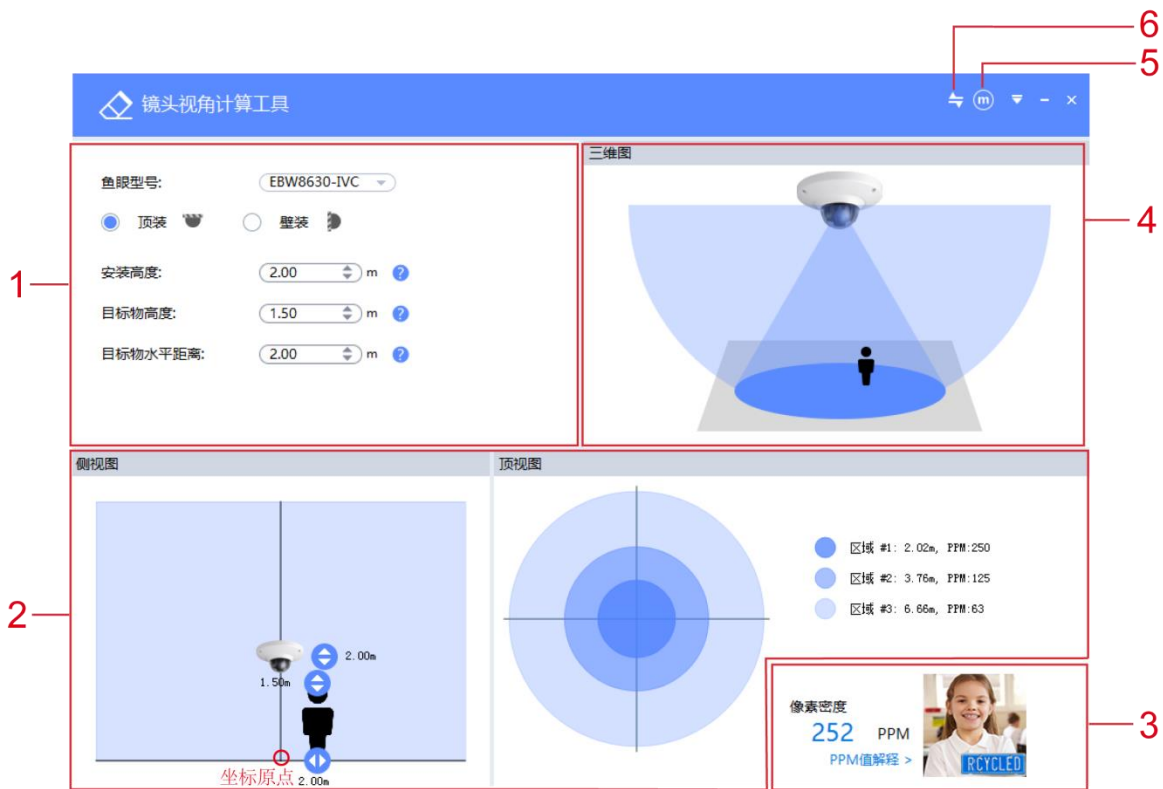 6
5
镜头视角计算工具
m
三维图
鱼眼型号: EBW8630-IVC
顶装 壁装
4
1
安装高度: 2.00 m ?
目标物高度: 1.50 m ?
目标物水平距离: 2.00 m ?
侧视图
顶视图
区域 #1: 2.02m, PPM:250
区域 #2: 3.76m, PPM:125
区域 #3: 6.66m, PPM:63
2
2.00m
1.50m
坐标原点 2.00m
像素密度
252 PPM
PPM值解释 >
RCYCLED
3